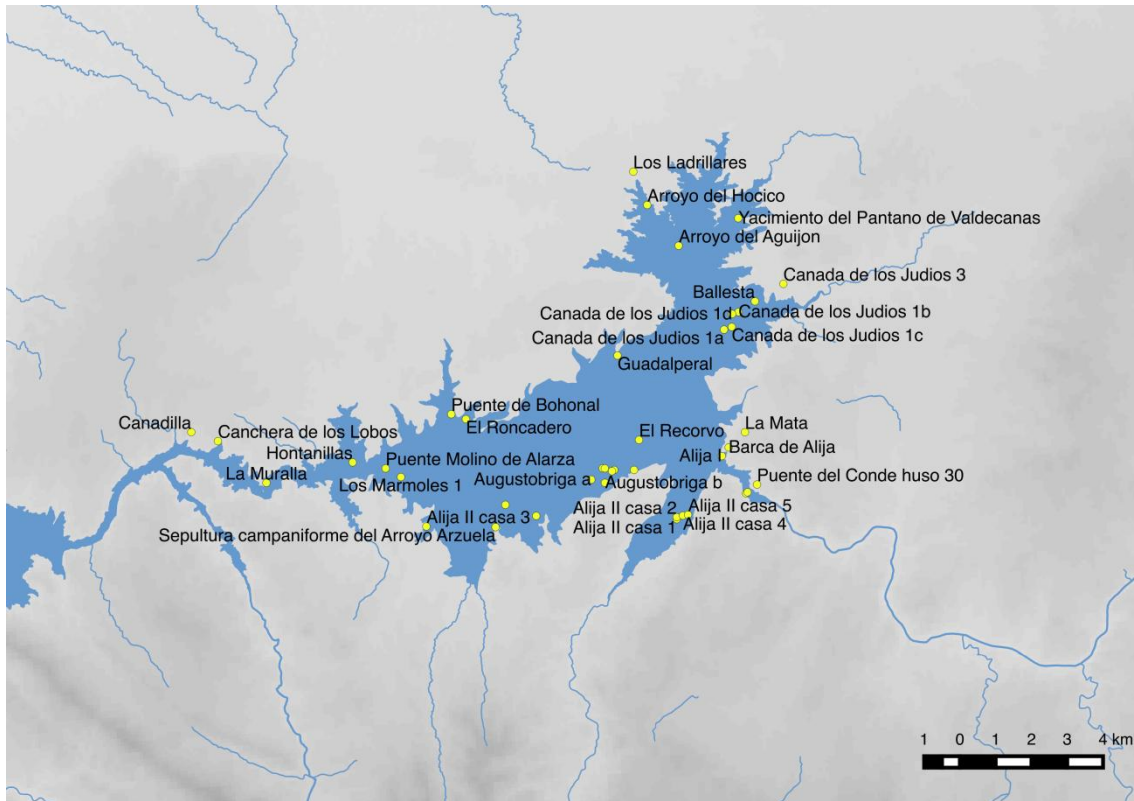 Los Ladrillares
Arroyo del Hocico
Yacimiento del Pantano de Valdecanas
Arroyo del Aguijon
Canada de los Judios 3
Ballesta
Canada de los Judios 1d
Canada de los Judios 1b
Canada de los Judios 1a
Canada de los Judios 1c
Guadalperal
Puente de Bohonal
El Roncadero
Canadilla
Canchera de los Lobos
El Recorvo
La Mata
Hontanillas
Barca de Alija
Puente Molino de Alarza
Alija I
La Muralla
Los Marmoles 1
Augustobriga a
Augustobriga b
Puente del Conde huso 30
Alija II casa 3
Alija II casa 2
Alija II casa 5
Sepultura campaniforme del Arroyo Arzuela
Alija II casa 1
Alija II casa 4
1 0 1 2 3 4 km